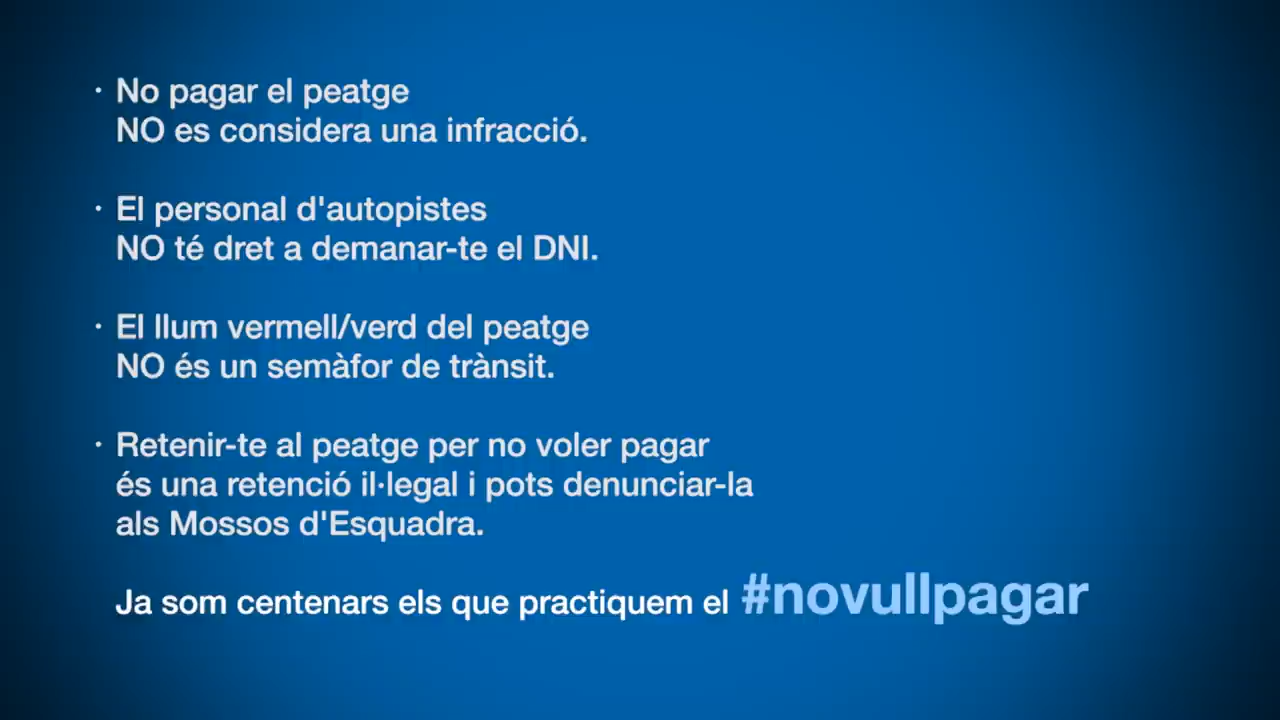 · No pagar el peatge
NO es considera una infracció.
· El personal d'autopistes
NO té dret a demanar-te el DNI.
· El llum vermell/verd del peatge
NO és un semàfor de trànsit.
· Retenir-te al peatge per no voler pagar
és una retenció il·legal i pots denunciar-la
als Mossos d'Esquadra.
Ja som centenars els que practiquem el #novullpagar